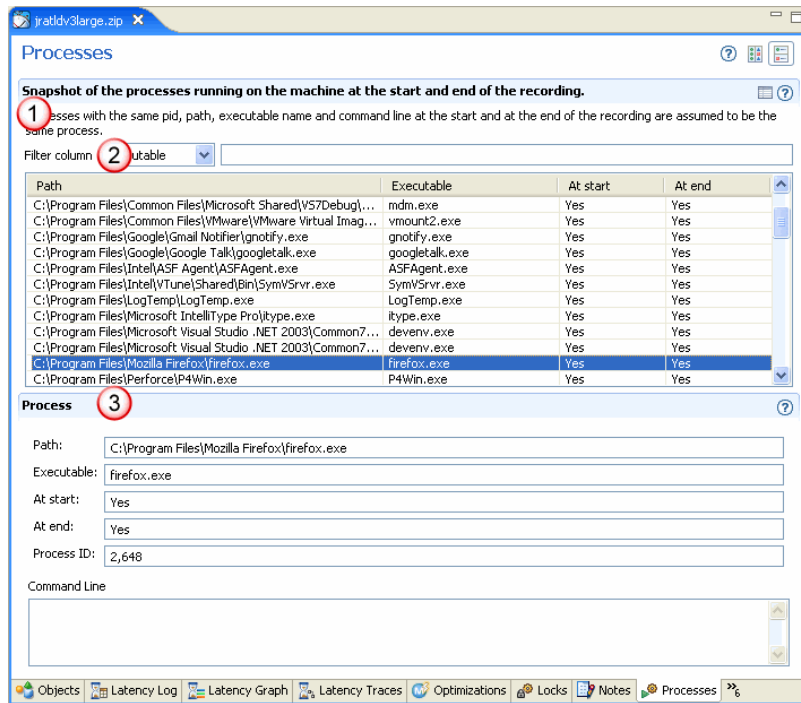 jratldv3large.zip
Processes
Snapshot of the processes running on the machine at the start and end of the recording.
1
esses with the same pid, path, executable name and command line at the start and at the end of the recording are assumed to be the
same process.
Filter column 2 utable
Path Executable At start At end
C:\Program Files\Common Files\Microsoft Shared\VS7Debug\... mdm.exe Yes Yes
C:\Program Files\Common Files\VMware\VMware Virtual Imag... vmount2.exe Yes Yes
C:\Program Files\Google\Gmail Notifier\gnotify.exe gnotify.exe Yes Yes
C:\Program Files\Google\Google Talk\googletalk.exe googletalk.exe Yes Yes
C:\Program Files\Intel\ASF Agent\ASFAgent.exe ASFAgent.exe Yes Yes
C:\Program Files\Intel\VTune\Shared\Bin\SymVSrvr.exe SymVSrvr.exe Yes Yes
C:\Program Files\LogTemp\LogTemp.exe LogTemp.exe Yes Yes
C:\Program Files\Microsoft IntelliType Pro\itype.exe itype.exe Yes Yes
C:\Program Files\Microsoft Visual Studio .NET 2003\Common7... devenv.exe Yes Yes
C:\Program Files\Microsoft Visual Studio .NET 2003\Common7... devenv.exe Yes Yes
C:\Program Files\Mozilla Firefox\firefox.exe firefox.exe Yes Yes
C:\Program Files\Perforce\P4Win.exe P4Win.exe Yes Yes
Process 3
Path: C:\Program Files\Mozilla Firefox\firefox.exe
Executable: firefox.exe
At start: Yes
At end: Yes
Process ID: 2,648
Command Line
Objects Latency Log Latency Graph Latency Traces Optimizations Locks Notes Processes »6